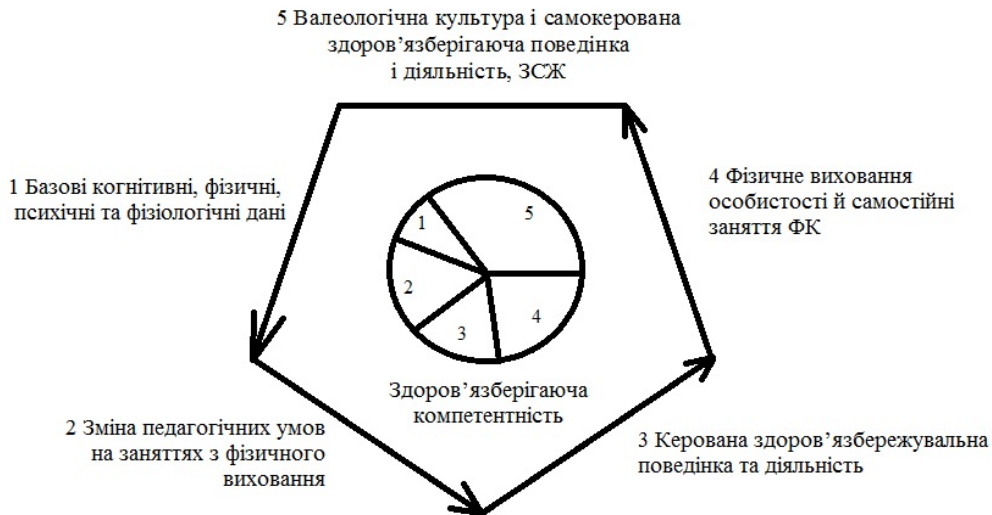 5 Валеологічна культура і самокерована
здоров’язберігаюча поведінка
і діяльність, ЗСЖ
1 Базові когнітивні, фізичні,
психічні та фізіологічні дані
4 Фізичне виховання
особистості й самостійні
заняття ФК
1
5
2
3
4
Здоров’язберігаюча
компетентність
2 Зміна педагогічних умов
на заняттях з фізичного
виховання
3 Керована здоров’язбережувальна
поведінка та діяльність